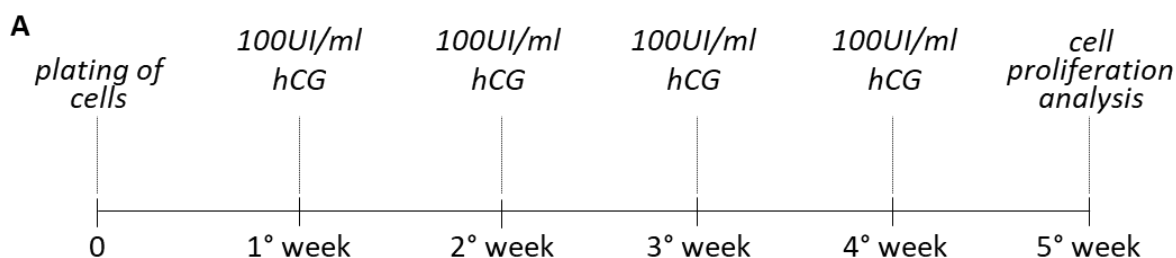 A
plating of
cells
100UI/ml
hCG
100UI/ml
hCG
100UI/ml
hCG
100UI/ml
hCG
cell
proliferation
analysis
0
1° week
2° week
3° week
4° week
5° week